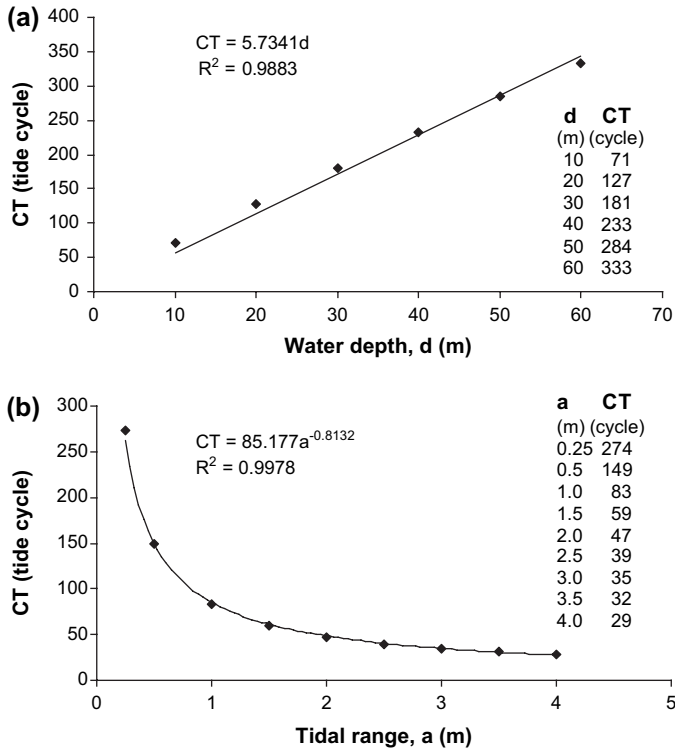 (a)
400
350
300
250
200
150
100
50
0
CT (tide cycle)
CT = 5.7341d
R² = 0.9883
d CT
(m) (cycle)
10 71
20 127
30 181
40 233
50 284
60 333
0 10 20 30 40 50 60 70
Water depth, d (m)
(b)
300
250
200
150
100
50
0
CT (tide cycle)
CT = 85.177a⁻⁰·⁸¹³²
R² = 0.9978
a CT
(m) (cycle)
0.25 274
0.5 149
1.0 83
1.5 59
2.0 47
2.5 39
3.0 35
3.5 32
4.0 29
0 1 2 3 4 5
Tidal range, a (m)